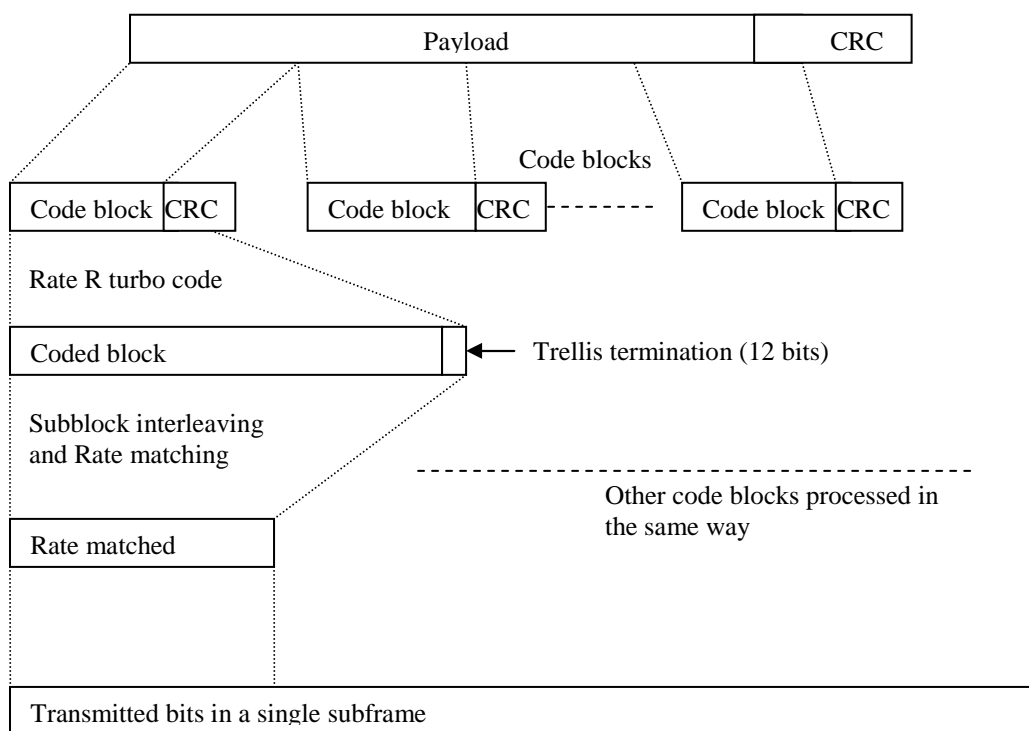 Payload CRC
Code blocks
Code block CRC Code block CRC Code block CRC
Rate R turbo code
Coded block
Trellis termination (12 bits)
Subblock interleaving
and Rate matching
Other code blocks processed in
the same way
Rate matched
Transmitted bits in a single subframe